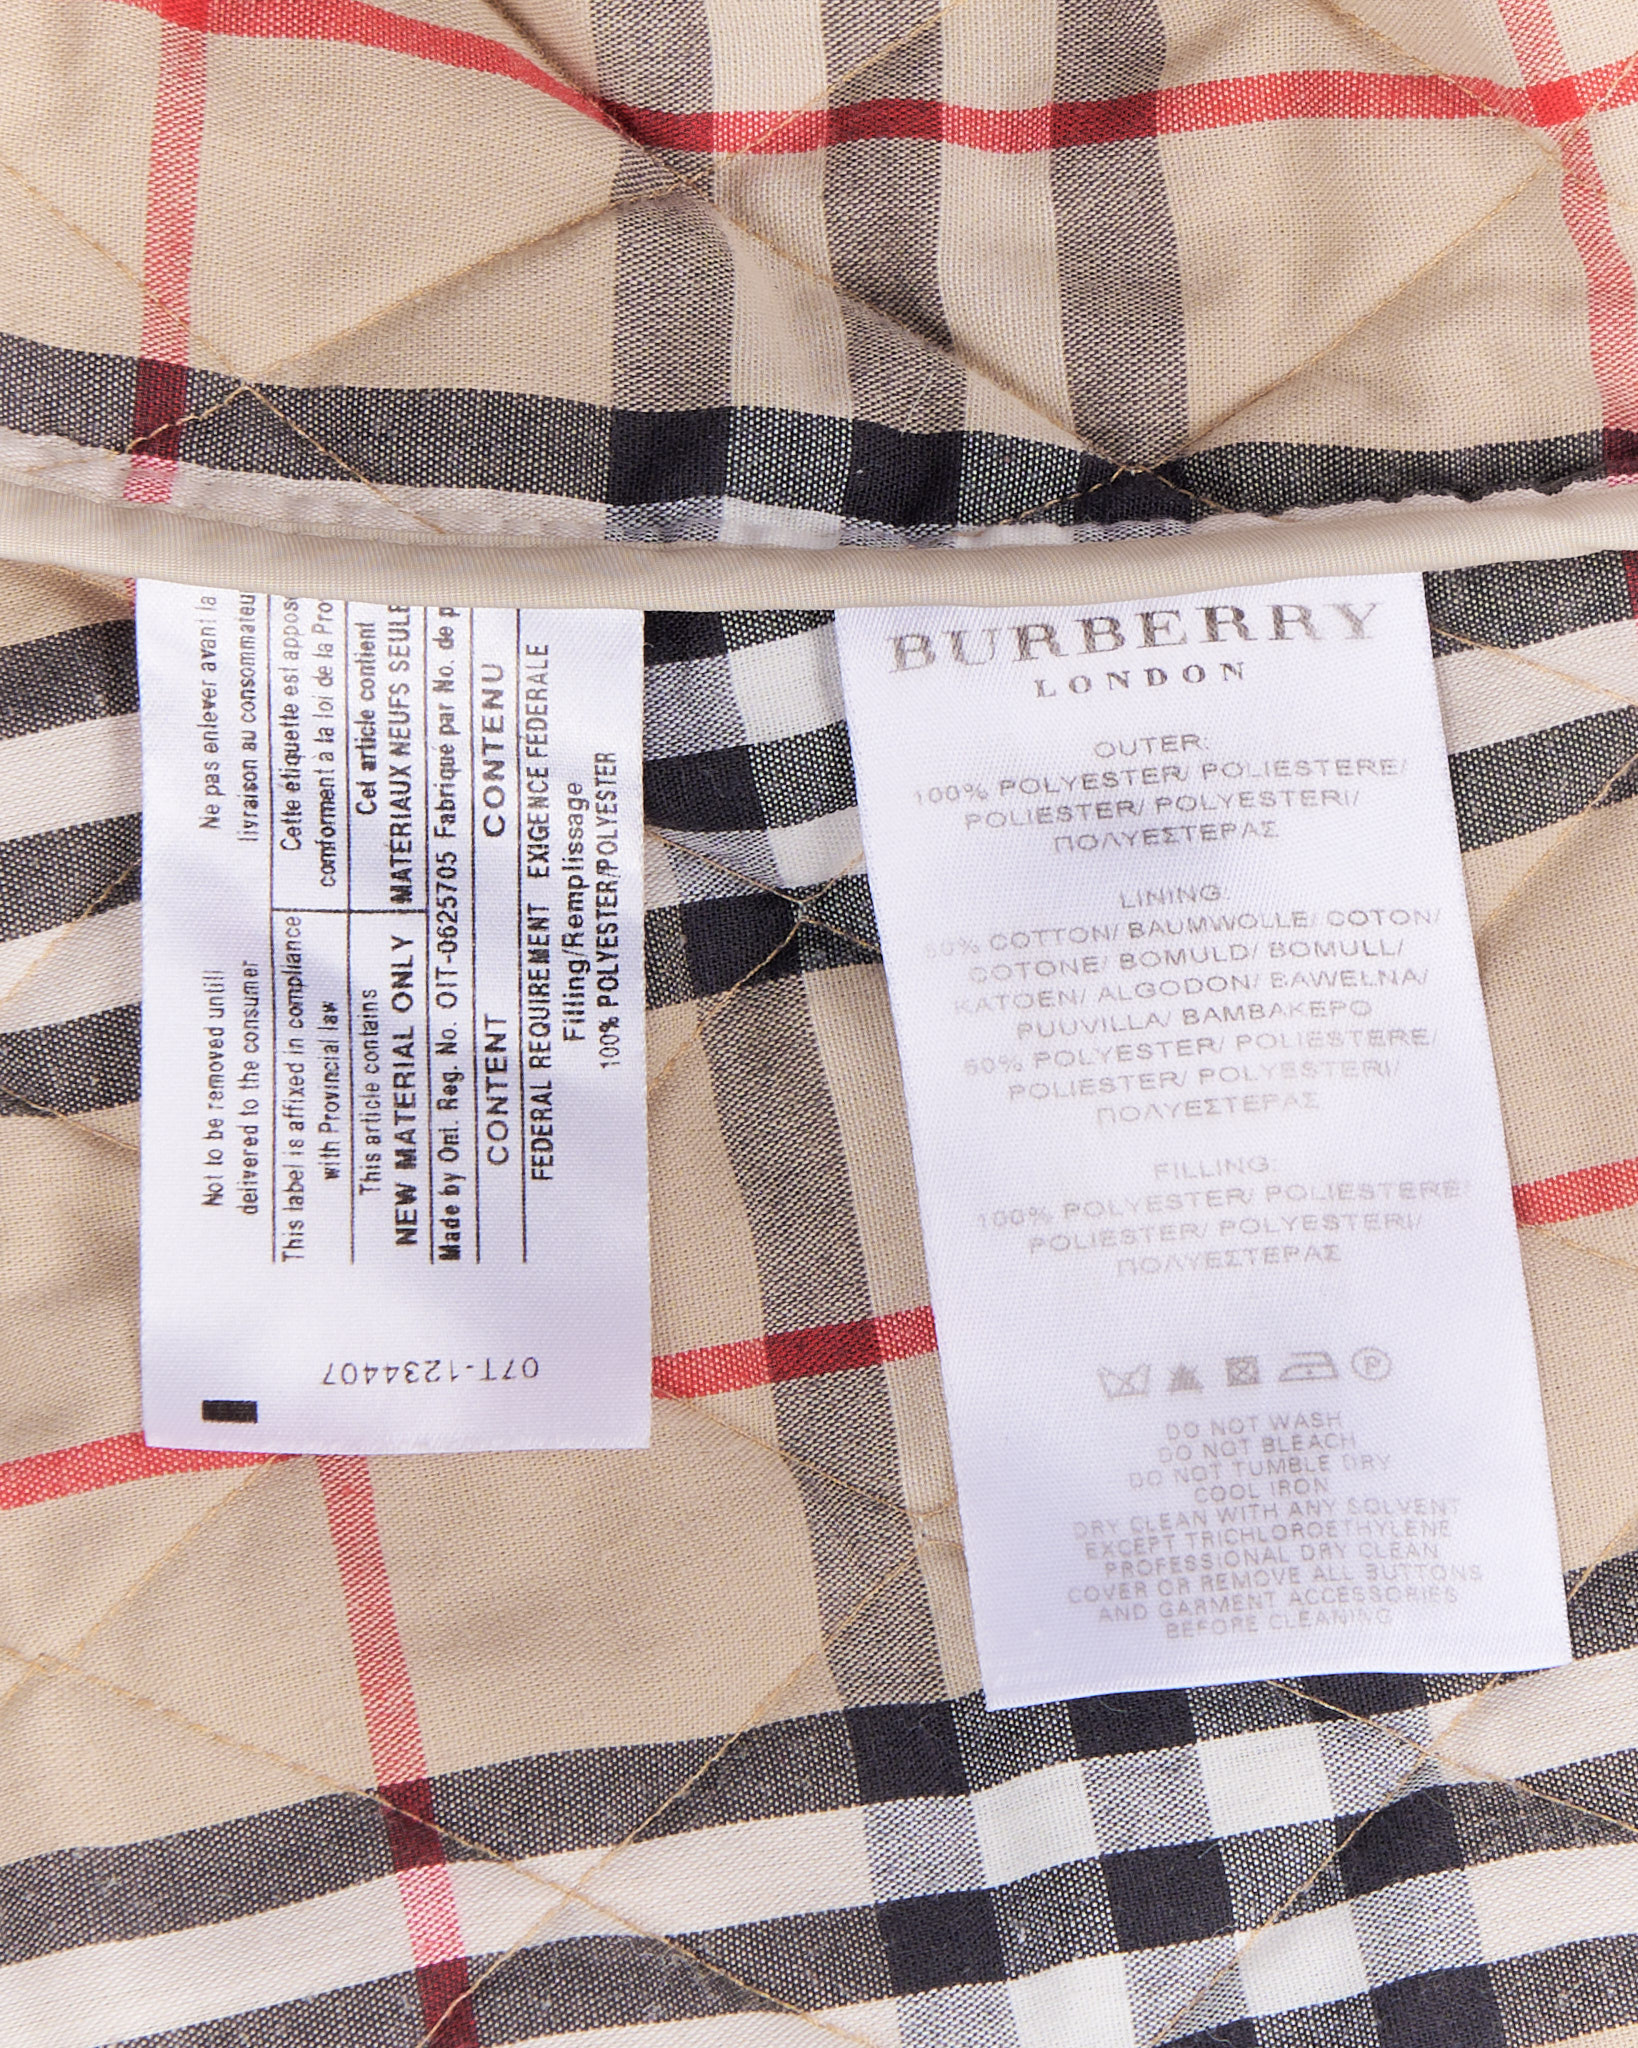 Ne pas enlever avant la
livraison au consommateu
Cette étiquette est apposé
conforment a la loi de la Pro
Cet article contient
MATÉRIAUX NEUFS SEULE
Fabriqué par No. de p
CONTENU
EXIGENCE FÉDERALE
Not to be removed until
delivered to the consumer
This label is affixed in compliance
with Provincial law
This article contains
NEW MATERIAL ONLY
Made by Ont. Reg. No. OIT-0625705
CONTENT
FEDERAL REQUIREMENT
Filling/Remplissage
100% POLYESTER/POLYESTER
07T-1234407
BURBERRY
LONDON
OUTER:
100% POLYESTER/ POLIESTERE/
POLIESTER/ POLYESTERI/
ΠΟΛΥΕΣΤΕΡΑΣ
LINING:
50% COTTON/ BAUMWOLLE/ COTON/
COTONE/ BOMULD/ BOMULL/
KATOEN/ ALGODON/ BAWEŁNA/
PUUVILLA/ BAMBAKEPO
50% POLYESTER/ POLIESTERE/
POLIESTER/ POLYESTERI/
ΠΟΛΥΕΣΤΕΡΑΣ
FILLING:
100% POLYESTER/ POLIESTERE/
POLIESTER/ POLYESTERI/
ΠΟΛΥΕΣΤΕΡΑΣ
DO NOT WASH
DO NOT BLEACH
DO NOT TUMBLE DRY
COOL IRON
DRY CLEAN WITH ANY SOLVENT
EXCEPT TRICHLOROETHYLENE
PROFESSIONAL DRY CLEAN
COVER OR REMOVE ALL BUTTONS
AND GARMENT ACCESSORIES
BEFORE CLEANING